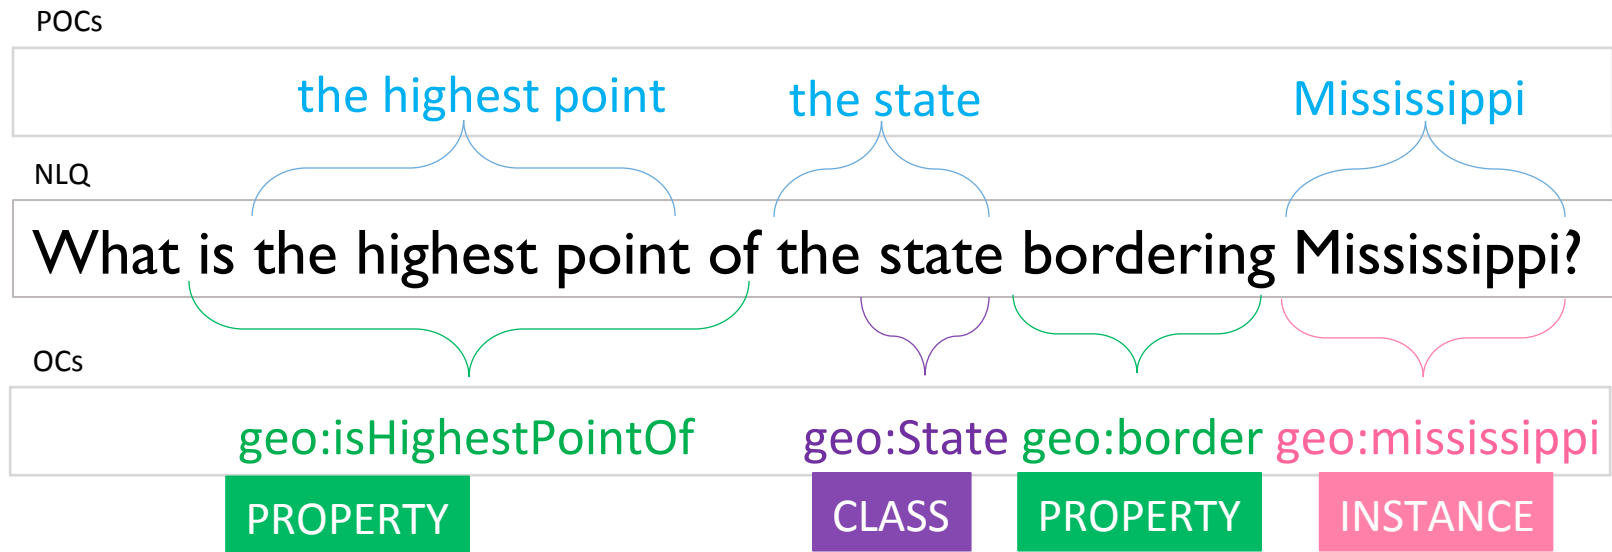 POCs
the highest point the state Mississippi
NLQ
What is the highest point of the state bordering Mississippi?
OCs
geo:isHighestPointOf geo:State geo:border geo:mississippi
PROPERTY CLASS PROPERTY INSTANCE